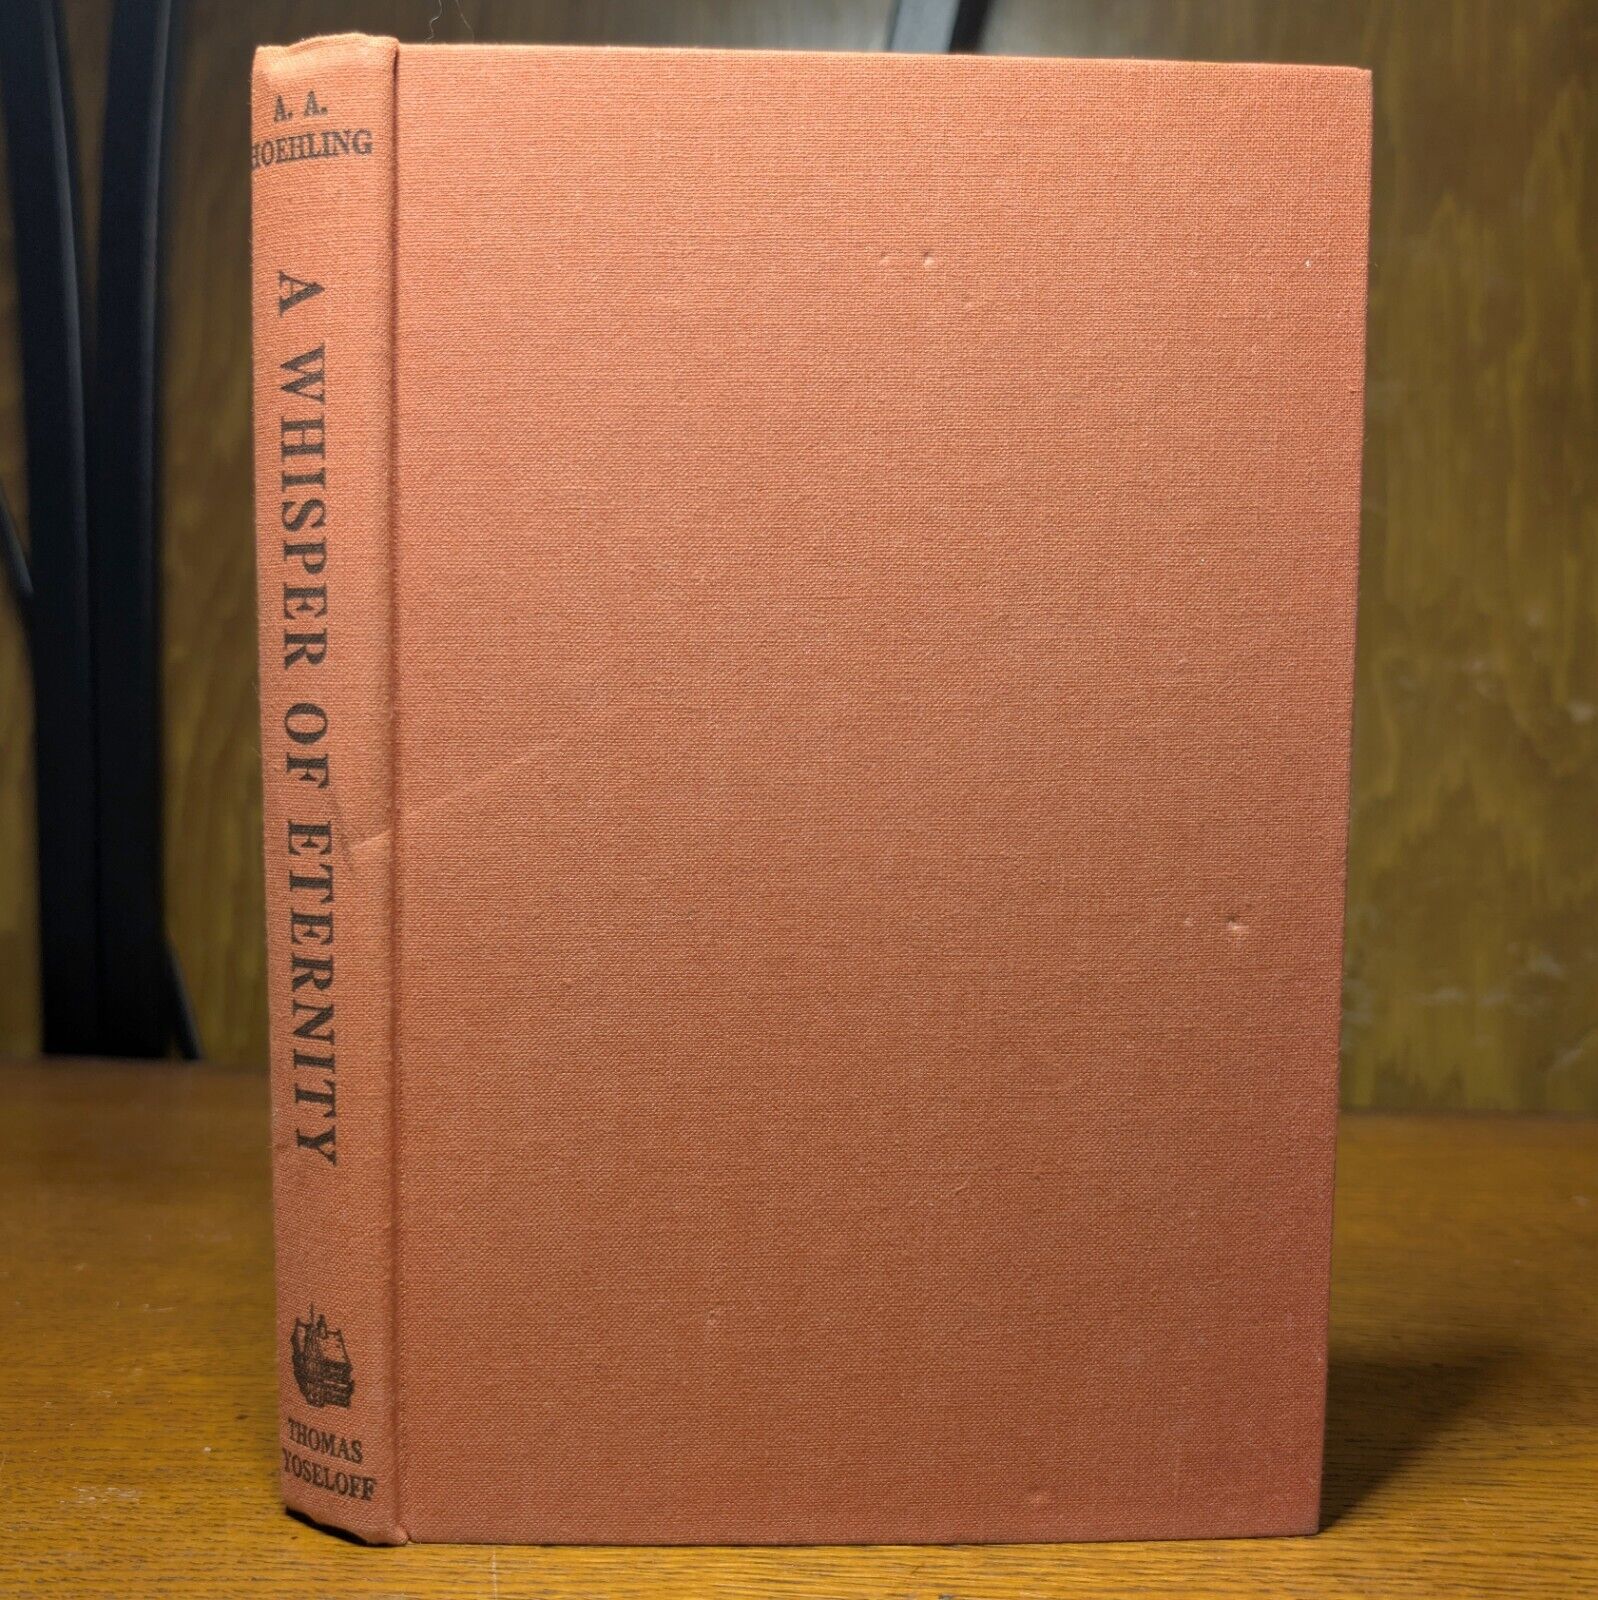 A. A.
HOEHLING
A WHISPER OF ETERNITY
THOMAS
YOSELOFF